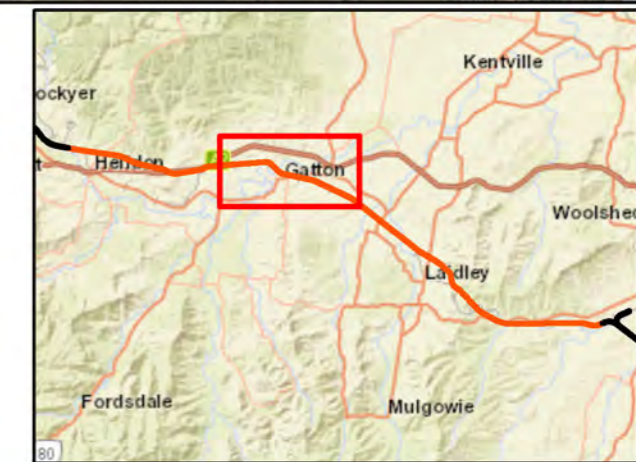 Kentville
ockyer
Helidon
Gatton
Woolshed
Laidley
Fordsdale
Mulgowie
80